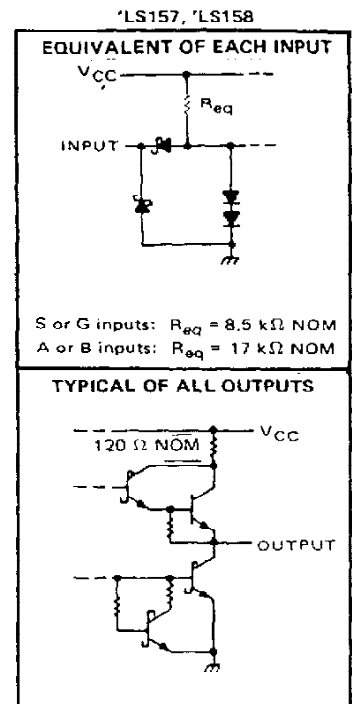 'LS157, 'LS158
EQUIVALENT OF EACH INPUT
VCC
Req
INPUT
S or G inputs: Req = 8.5 kΩ NOM
A or B inputs: Req = 17 kΩ NOM
TYPICAL OF ALL OUTPUTS
VCC
120 Ω NOM
OUTPUT